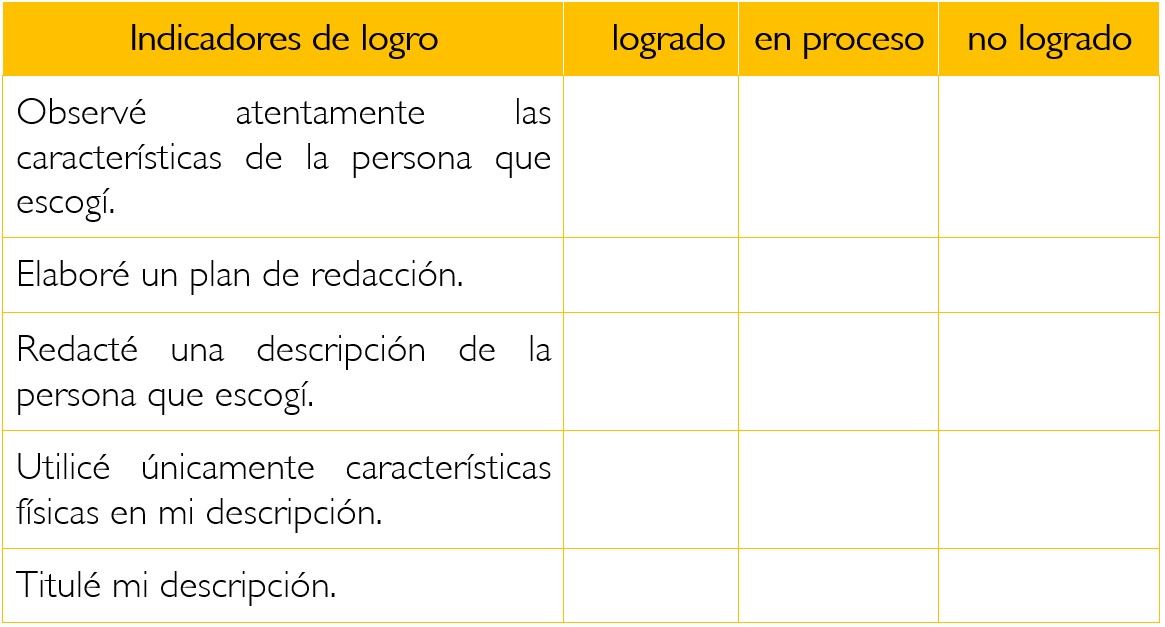 Indicadores de logro logrado en proceso no logrado
Observé atentamente las
características de la persona que
escogí.
Elaboré un plan de redacción.
Redacté una descripción de la
persona que escogí.
Utilicé únicamente características
físicas en mi descripción.
Titulé mi descripción.